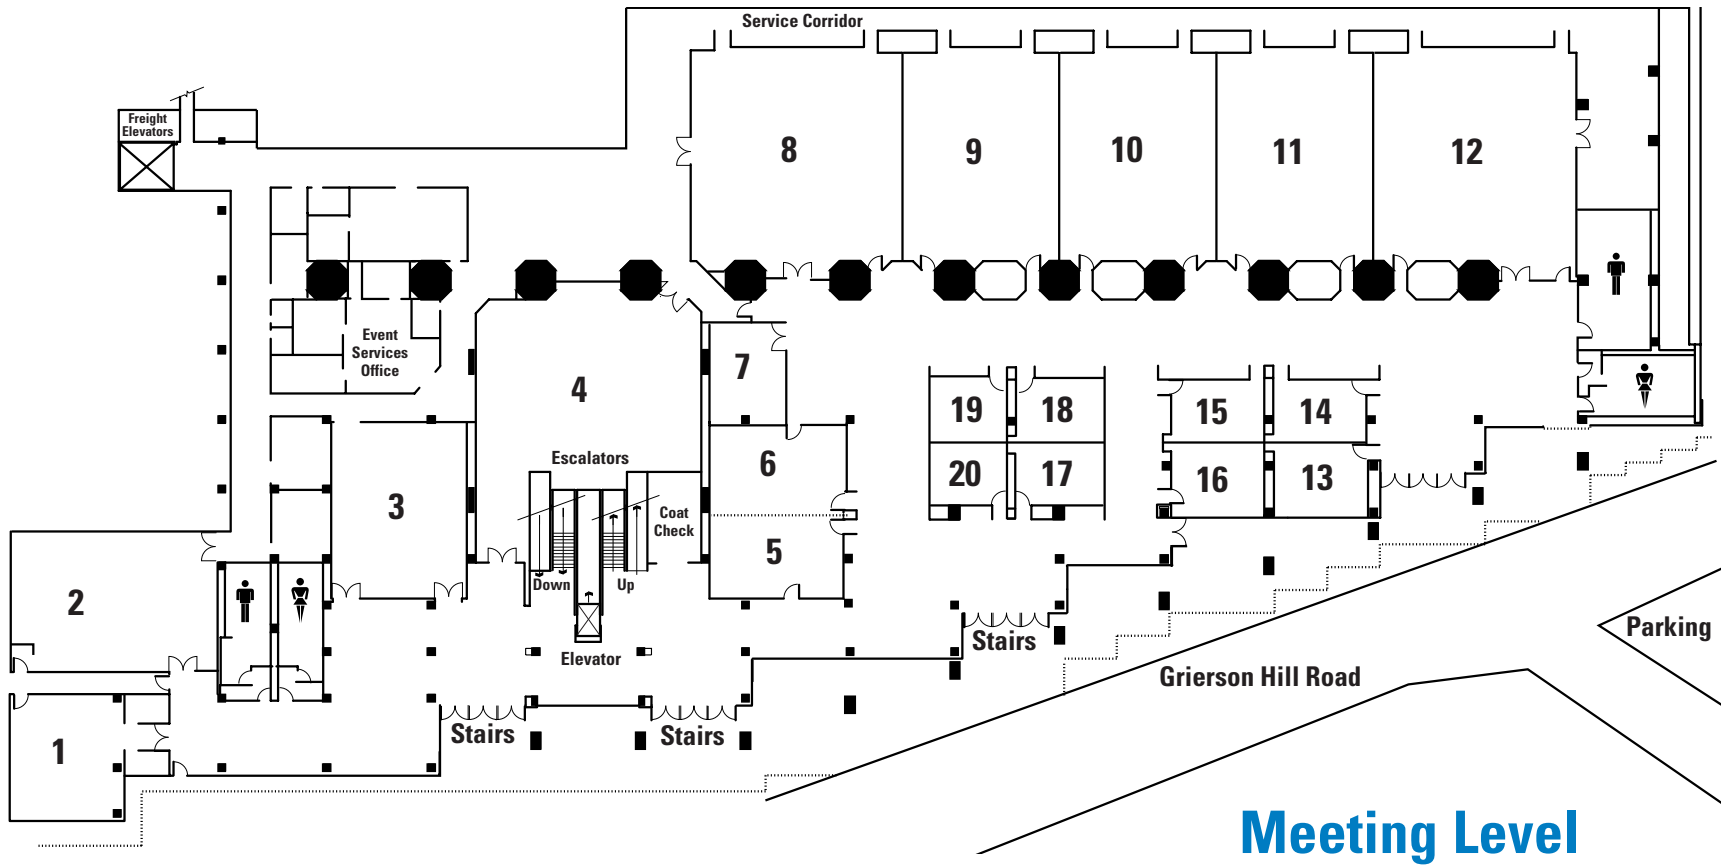 Service Corridor
Freight
Elevators
8
9
10
11
12
Event
Services
Office
7
4
19
18
15
14
Escalators
6
20
17
16
13
3
Coat
Check
5
Down
Up
2
Elevator
Stairs
Parking
Grierson Hill Road
1
Stairs
Stairs
Meeting Level